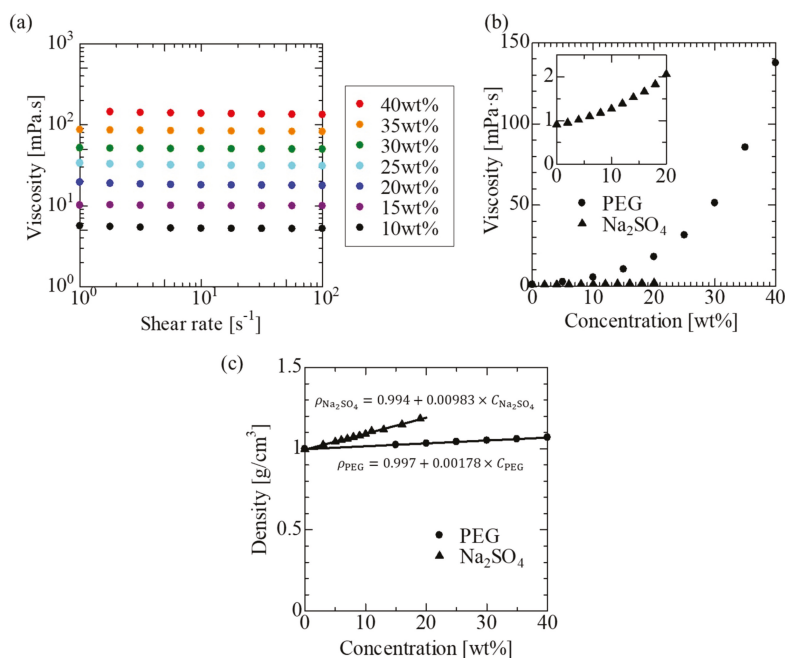 (a)
Viscosity [mPa.s]
10³
10²
10¹
10⁰
10⁰
10¹
10²
Shear rate [s⁻¹]
40wt%
35wt%
30wt%
25wt%
20wt%
15wt%
10wt%
(b)
Viscosity [mPa·s]
150
100
50
0
2
1
0
0
10
20
PEG
Na₂SO₄
0
10
20
30
40
Concentration [wt%]
(c)
Density [g/cm³]
1.5
1
0.5
0
ρNa₂SO₄ = 0.994 + 0.00983 × CNa₂SO₄
ρPEG = 0.997 + 0.00178 × CPEG
PEG
Na₂SO₄
0
10
20
30
40
Concentration [wt%]